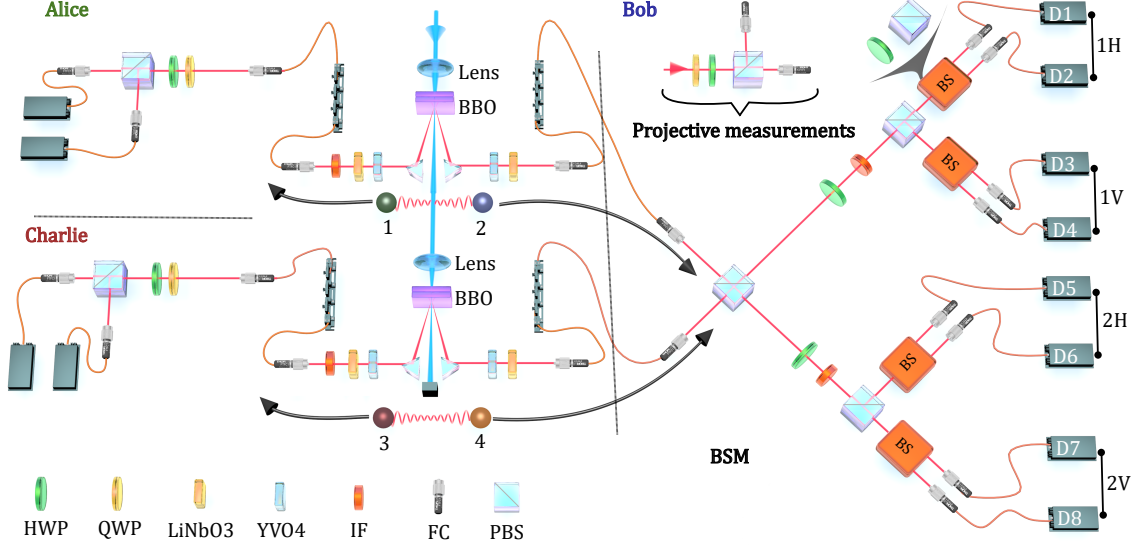 Alice
Bob
Lens
BBO
Projective measurements
BS
BS
D1
D2
1H
D3
D4
1V
1
2
Charlie
Lens
BBO
3
4
BSM
BS
BS
D5
D6
2H
D7
D8
2V
HWP
QWP
LiNbO3
YVO4
IF
FC
PBS